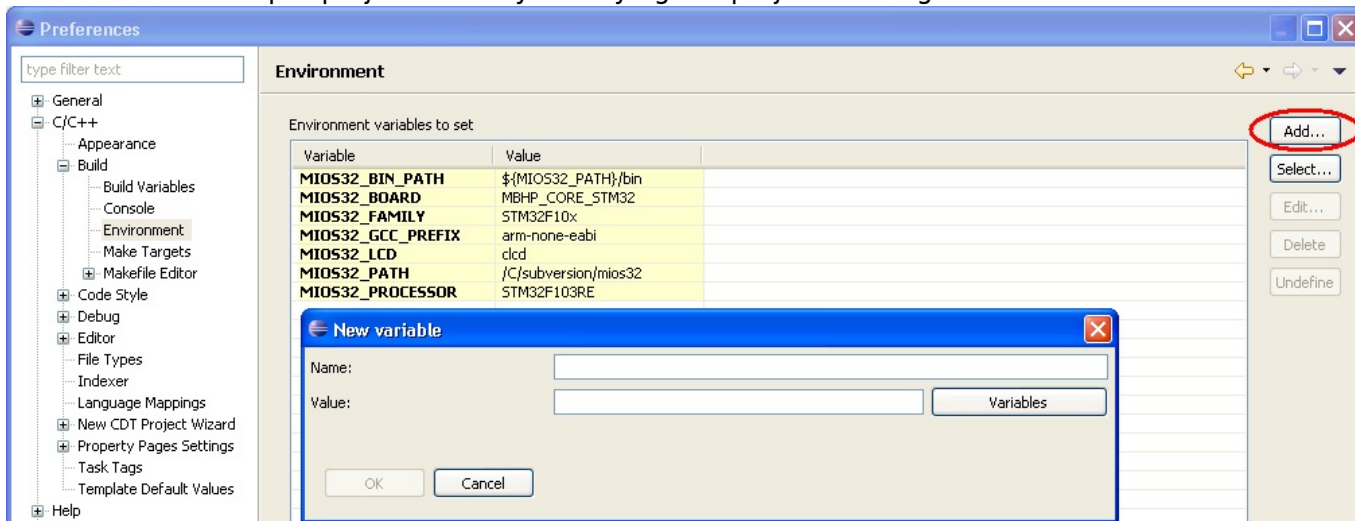 Preferences
type filter text
Environment
General
C/C++
Appearance
Build
Build Variables
Console
Environment
Make Targets
Makefile Editor
Code Style
Debug
Editor
File Types
Indexer
Language Mappings
New CDT Project Wizard
Property Pages Settings
Task Tags
Template Default Values
Help
Environment variables to set
Variable Value
MIOS32_BIN_PATH ${MIOS32_PATH}/bin
MIOS32_BOARD MBHP_CORE_STM32
MIOS32_FAMILY STM32F10x
MIOS32_GCC_PREFIX arm-none-eabi
MIOS32_LCD clcd
MIOS32_PATH /C/subversion/mios32
MIOS32_PROCESSOR STM32F103RE
Add...
Select...
Edit...
Delete
Undefine
New variable
Name:
Value: Variables
OK Cancel